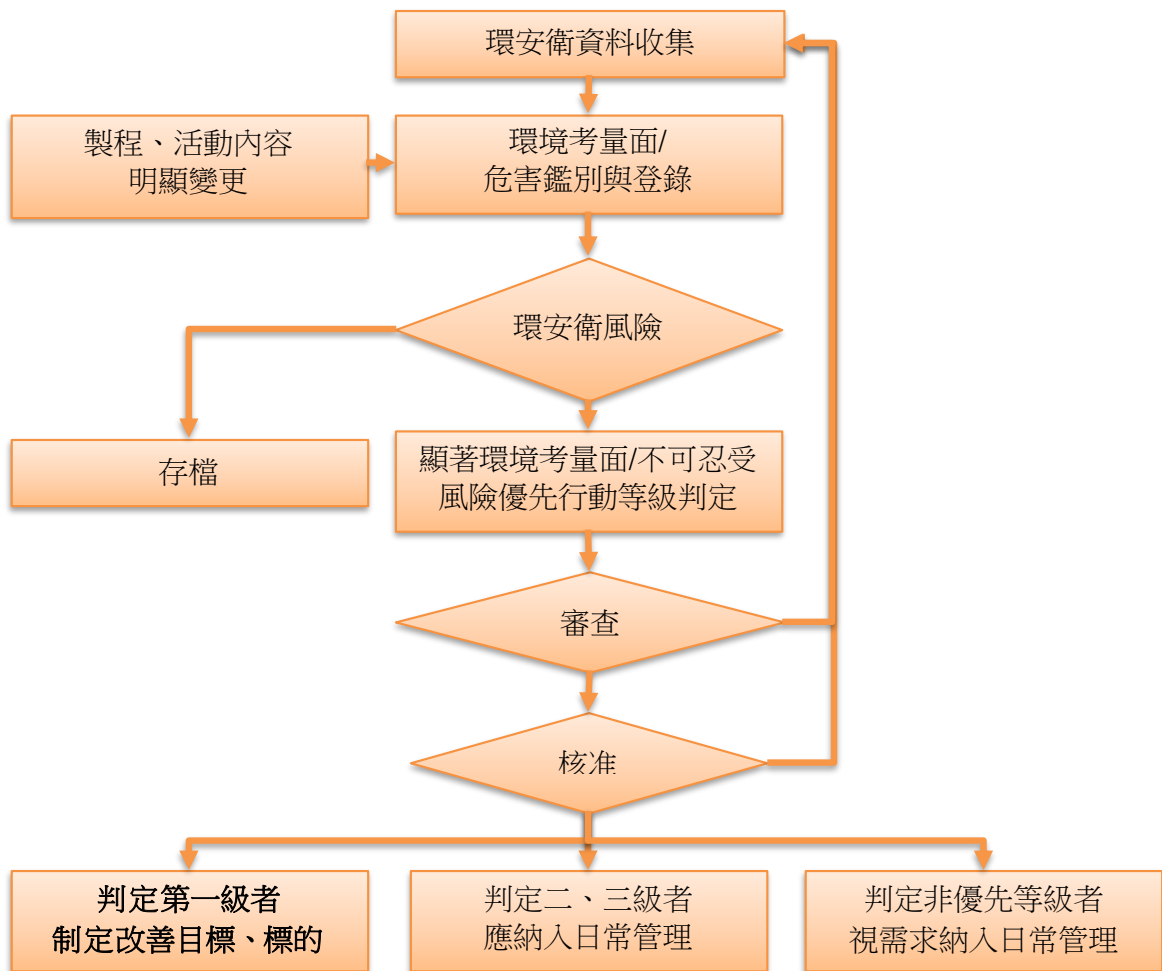 環安衛資料收集
製程、活動內容
明顯變更
環境考量面/
危害鑑別與登錄
環安衛風險
存檔
顯著環境考量面/不可忍受
風險優先行動等級判定
審查
核准
判定第一級者
制定改善目標、標的
判定二、三級者
應納入日常管理
判定非優先等級者
視需求納入日常管理